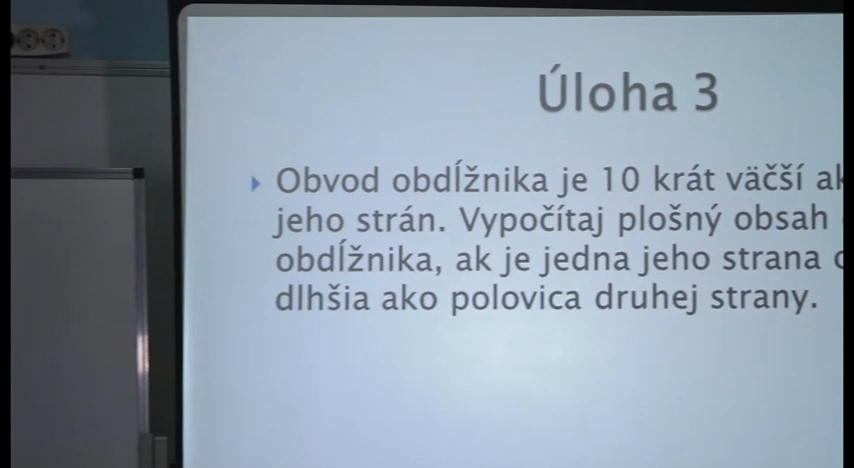 Úloha 3
Obvod obdĺžnika je 10 krát väčší
jeho strán. Vypočítaj plošný obsah
obdĺžnika, ak je jedna jeho strana
dlhšia ako polovica druhej strany.